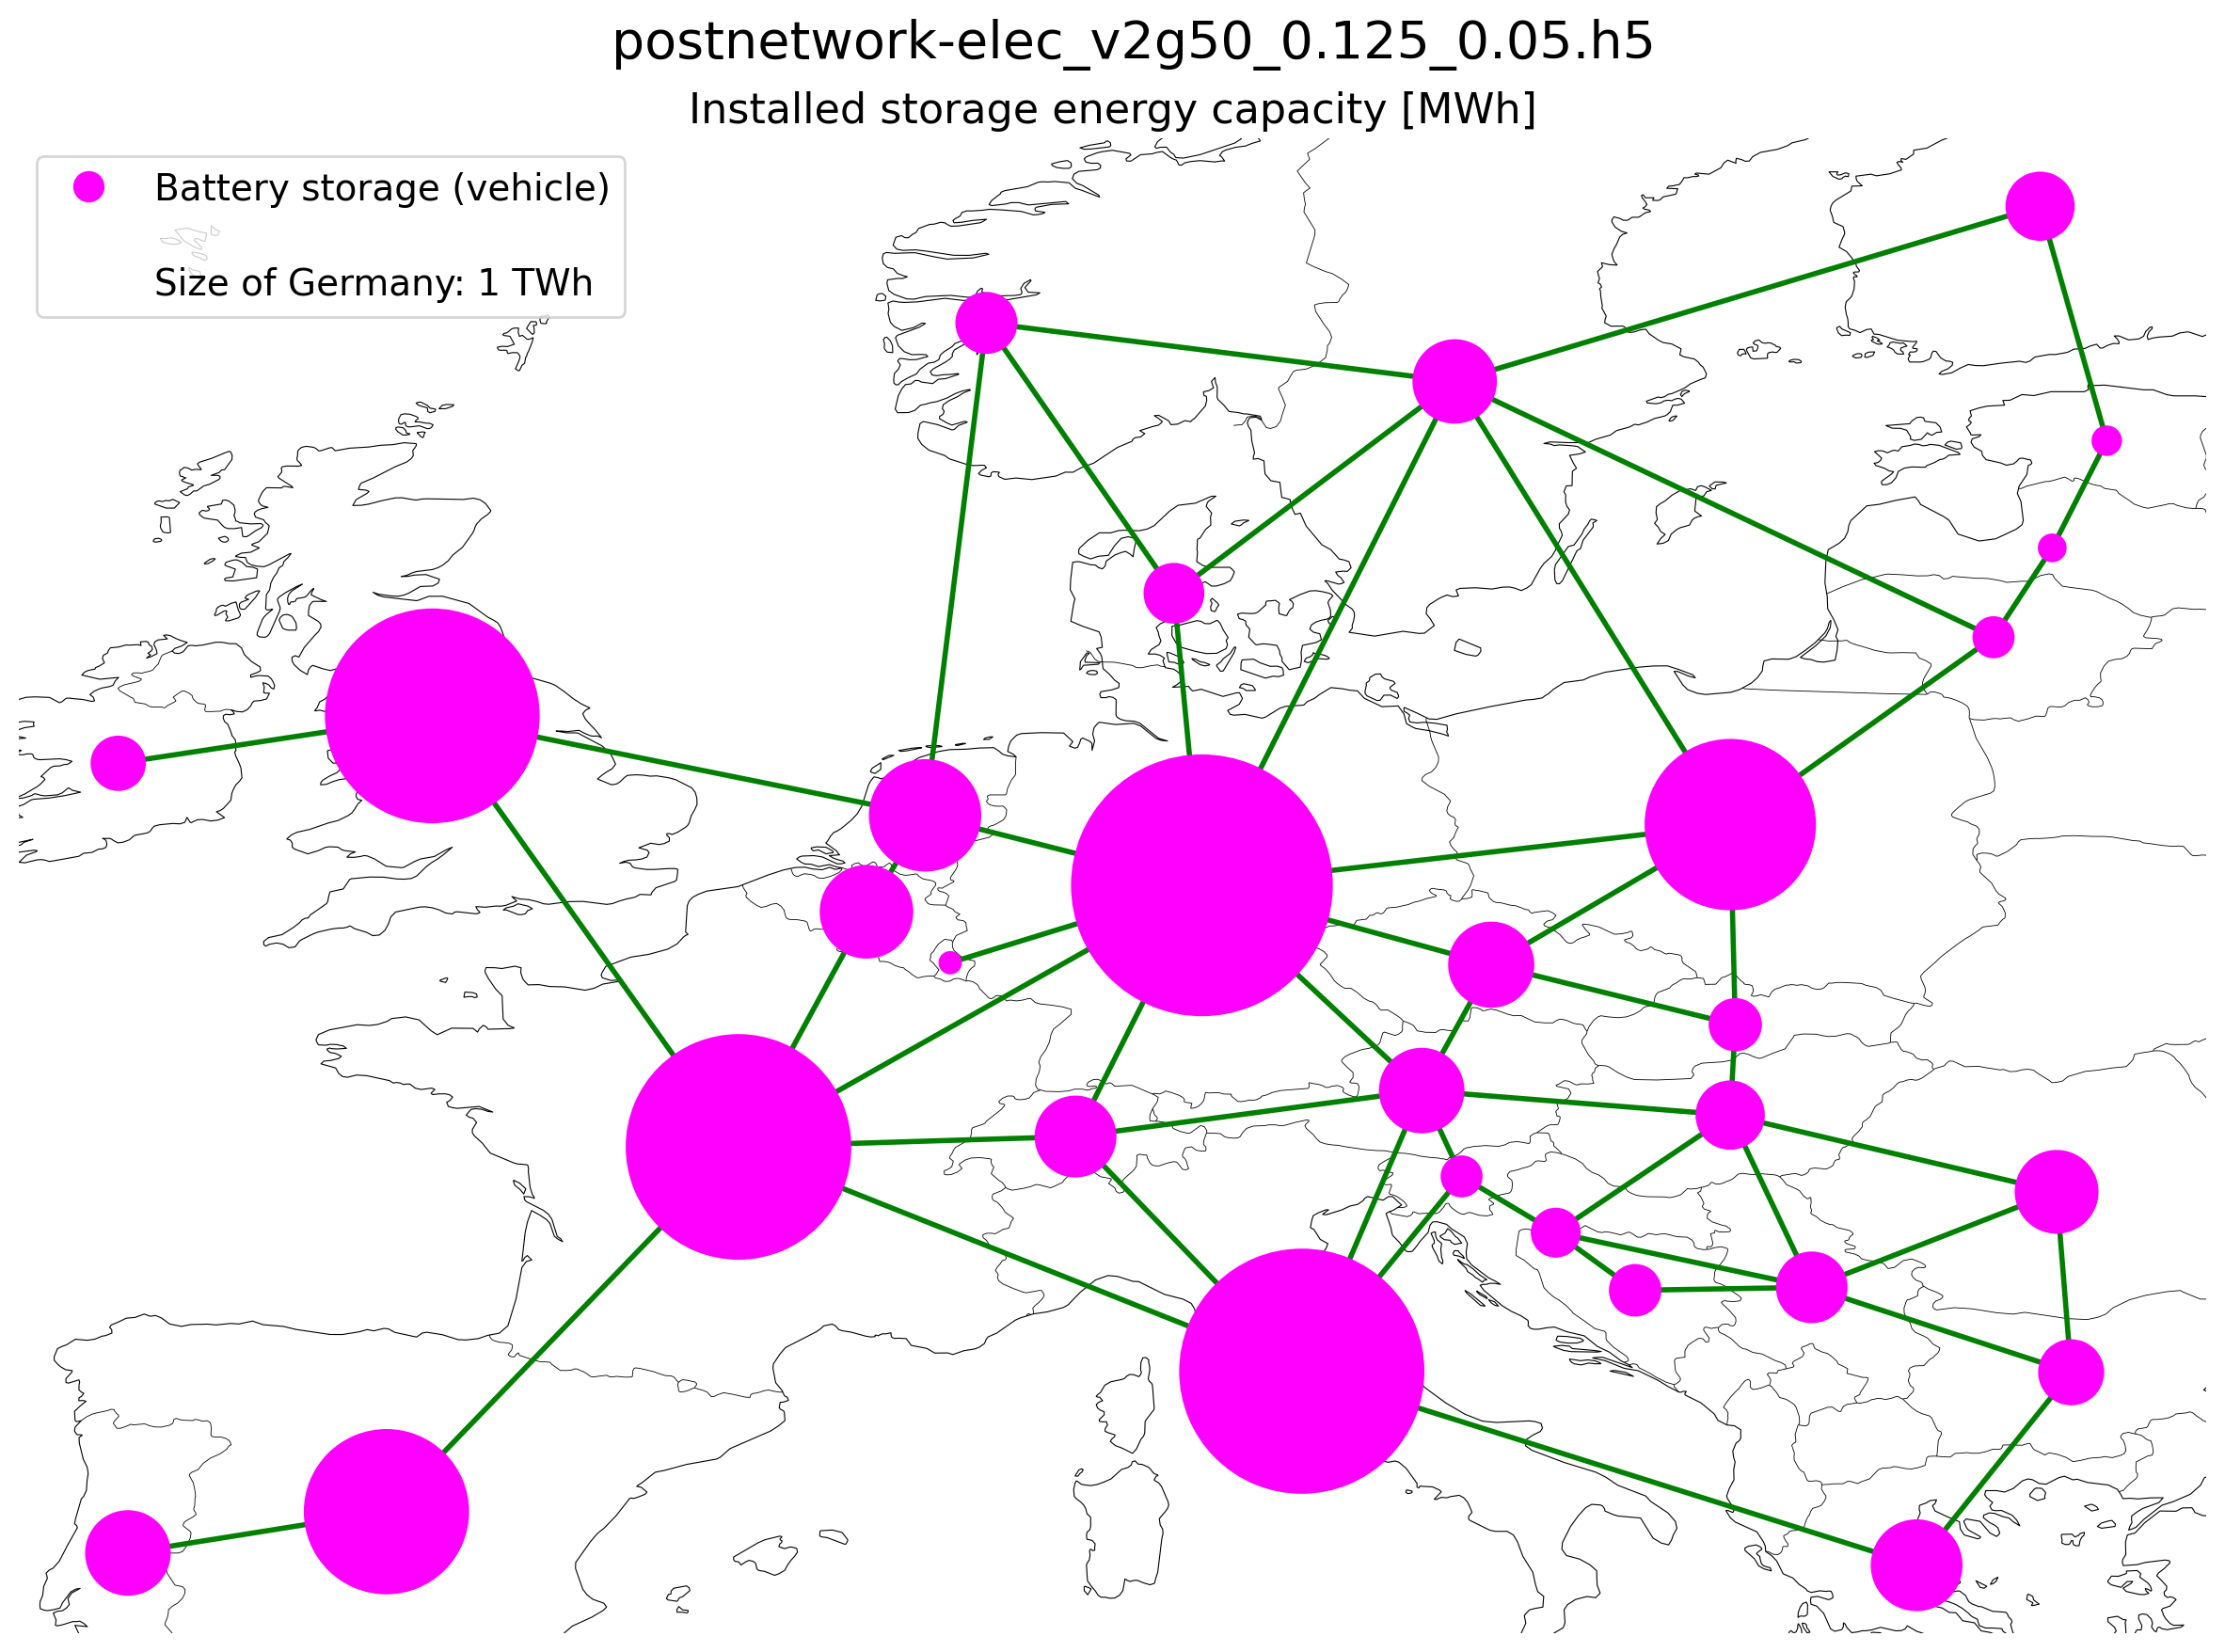 postnetwork-elec_v2g50_0.125_0.05.h5
Installed storage energy capacity [MWh]
Battery storage (vehicle)
Size of Germany: 1 TWh